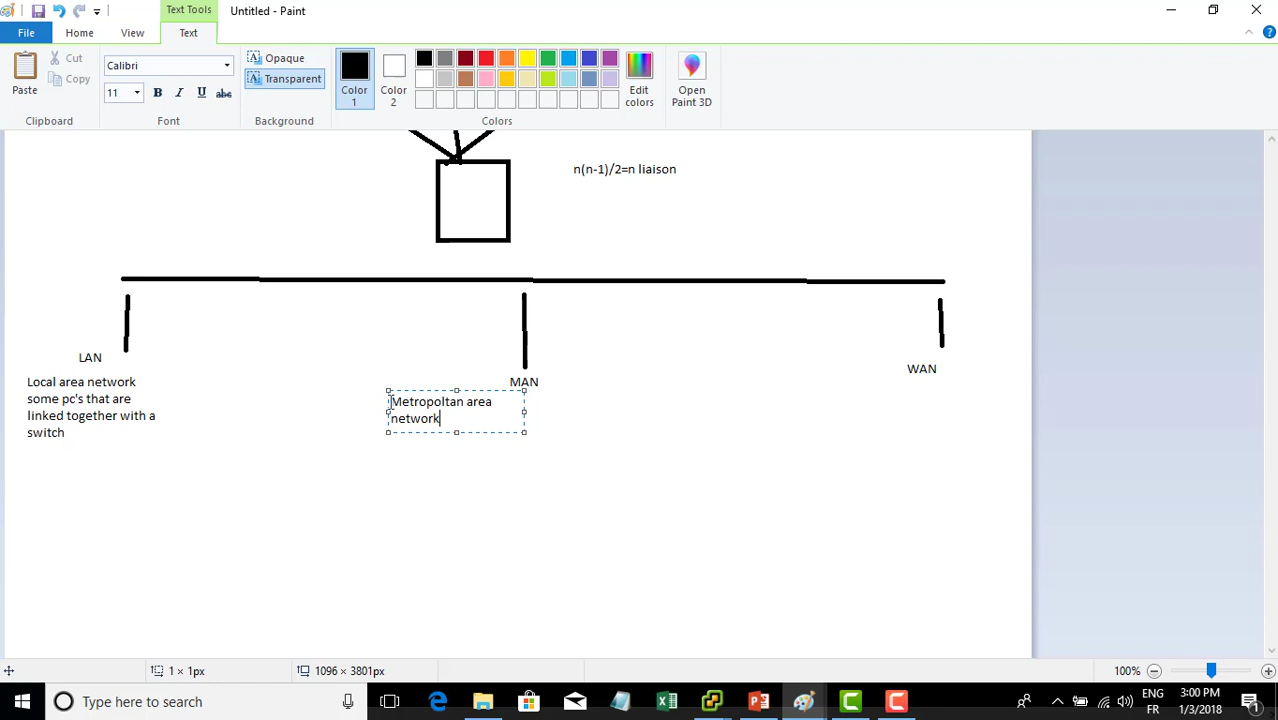 Text Tools
Untitled - Paint
File
Home
View
Text
Paste
Cut
Copy
Clipboard
Calibri
11
B I U abc
Font
Opaque
Transparent
Background
Color 1
Color 2
Edit colors
Open Paint 3D
Colors
n(n-1)/2=n liaison
LAN
Local area network
some pc's that are
linked together with a
switch
MAN
Metropoltan area
network
WAN
1 × 1px
1096 × 3801px
100%
Type here to search
ENG
FR
3:00 PM
1/3/2018
1